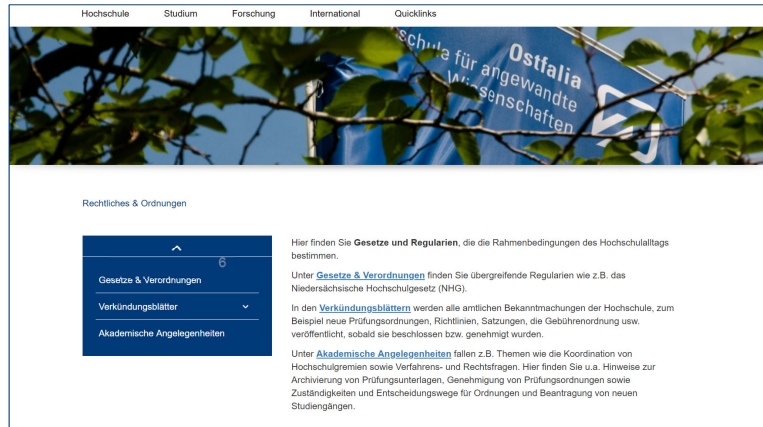 Hochschule Studium Forschung International Quicklinks
schule für angewandte
Wissenschaften
Ostfalia
Rechtliches & Ordnungen
6
Gesetze & Verordnungen
Verkündungsblätter
Akademische Angelegenheiten
Hier finden Sie Gesetze und Regularien, die die Rahmenbedingungen des Hochschulalltags
bestimmen.
Unter Gesetze & Verordnungen finden Sie übergreifende Regularien wie z.B. das
Niedersächsische Hochschulgesetz (NHG).
In den Verkündungsblättern werden alle amtlichen Bekanntmachungen der Hochschule, zum
Beispiel neue Prüfungsordnungen, Richtlinien, Satzungen, die Gebührenordnung usw.
veröffentlicht, sobald sie beschlossen bzw. genehmigt wurden.
Unter Akademische Angelegenheiten fallen z.B. Themen wie die Koordination von
Hochschulgremien sowie Verfahrens- und Rechtsfragen. Hier finden Sie u.a. Hinweise zur
Archivierung von Prüfungsunterlagen, Genehmigung von Prüfungsordnungen sowie
Zuständigkeiten und Entscheidungswege für Ordnungen und Beantragung von neuen
Studiengängen.